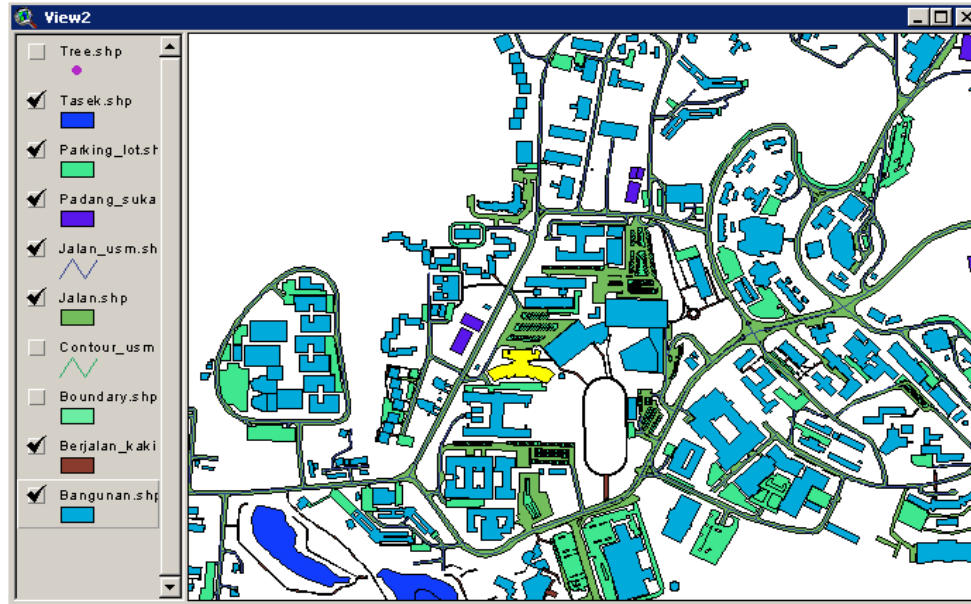 View2
Tree.shp
Tasek.shp
Parking_lot.sh
Padang_suka
Jalan_usm.sh
Jalan.shp
Contour_usm
Boundary.shp
Berjalan_kaki
Bangunan.shp